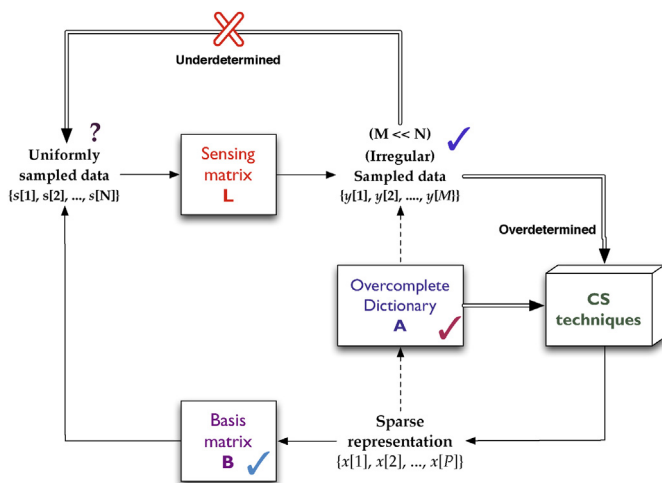 Underdetermined
?
Uniformly
sampled data
{s[1], s[2], ..., s[N]}
Sensing
matrix
L
(M << N)
(Irregular)
Sampled data
{y[1], y[2], ...., y[M]}
Overdetermined
Overcomplete
Dictionary
A
CS
techniques
Basis
matrix
B
Sparse
representation
{x[1], x[2], ..., x[P]}